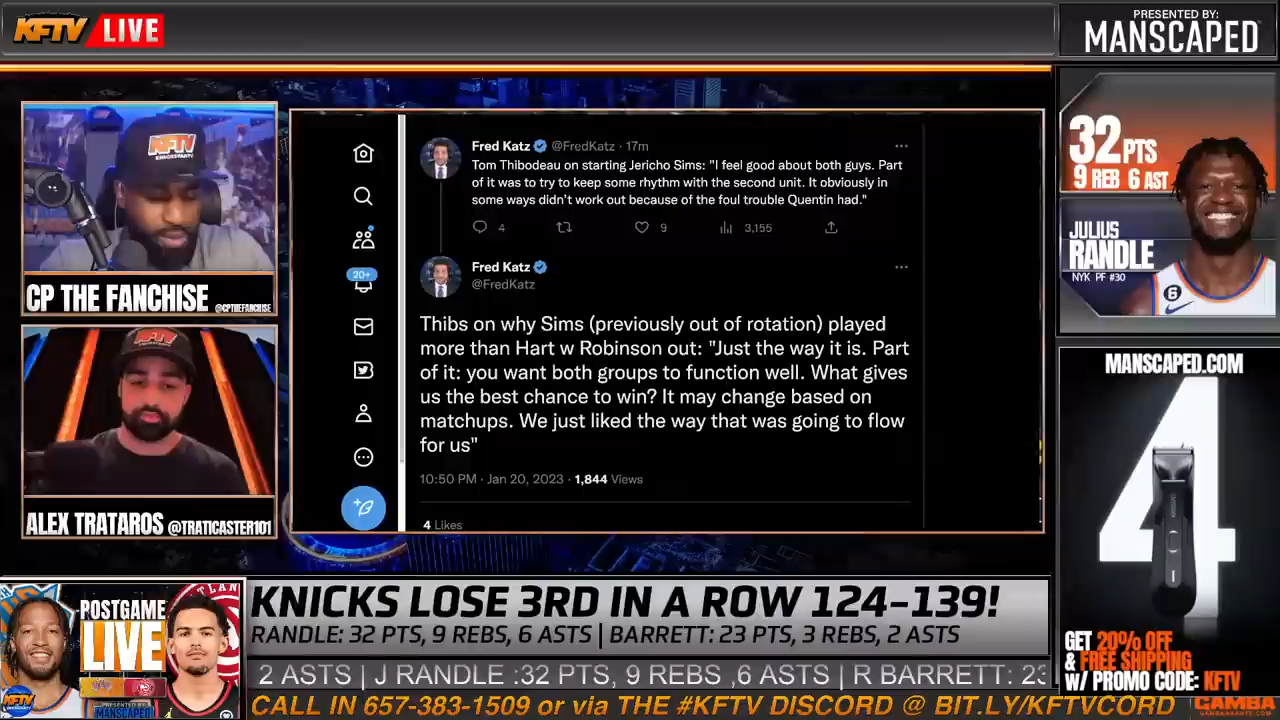 KFTV LIVE
PRESENTED BY:
MANSCAPED
KFTV
CP THE FANCHISE @CPTHEFANCHISE
KFTV
ALEX TRATAROS @TRATICASTER101
20+
Fred Katz @FredKatz · 17m
Tom Thibodeau on starting Jericho Sims: "I feel good about both guys. Part
of it was to try to keep some rhythm with the second unit. It obviously in
some ways didn't work out because of the foul trouble Quentin had."
4 9 3,155
Fred Katz
@FredKatz
Thibs on why Sims (previously out of rotation) played
more than Hart w Robinson out: "Just the way it is. Part
of it: you want both groups to function well. What gives
us the best chance to win? It may change based on
matchups. We just liked the way that was going to flow
for us"
10:50 PM · Jan 20, 2023 · 1,844 Views
4 Likes
32 PTS
9 REB 6 AST
JULIUS
RANDLE
NYK PF #30
6
MANSCAPED.COM
4
GET 20% OFF
& FREE SHIPPING
W/ PROMO CODE: KFTV
GAMBA
POSTGAME
LIVE
KFTV
PRESENTED BY
MANSCAPED
KNICKS LOSE 3RD IN A ROW 124-139!
RANDLE: 32 PTS, 9 REBS, 6 ASTS | BARRETT: 23 PTS, 3 REBS, 2 ASTS
2 ASTS | J RANDLE :32 PTS, 9 REBS ,6 ASTS | R BARRETT: 23
CALL IN 657-383-1509 or via THE #KFTV DISCORD @ BIT.LY/KFTVCORD